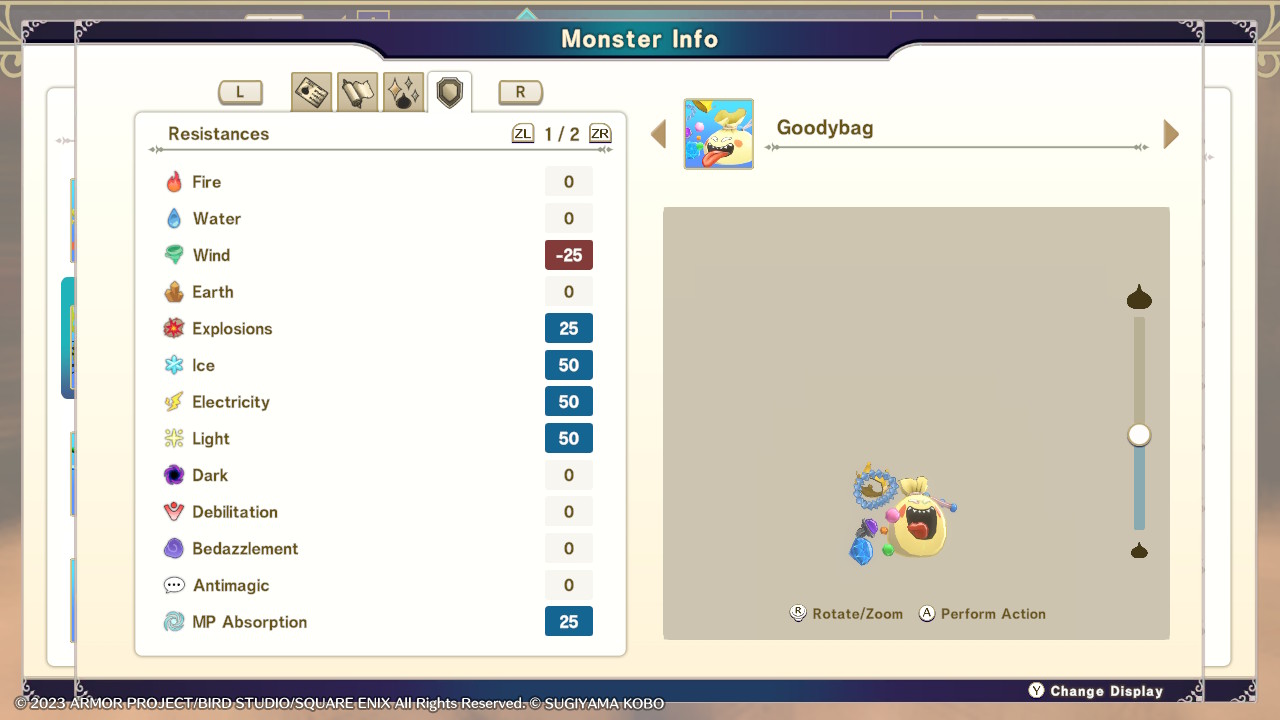 Monster Info
L
R
Resistances ZL 1 / 2 ZR
Fire 0
Water 0
Wind -25
Earth 0
Explosions 25
Ice 50
Electricity 50
Light 50
Dark 0
Debilitation 0
Bedazzlement 0
Antimagic 0
MP Absorption 25
Goodybag
R Rotate/Zoom A Perform Action
Y Change Display
© 2023 ARMOR PROJECT/BIRD STUDIO/SQUARE ENIX All Rights Reserved. © SUGIYAMA KOBO